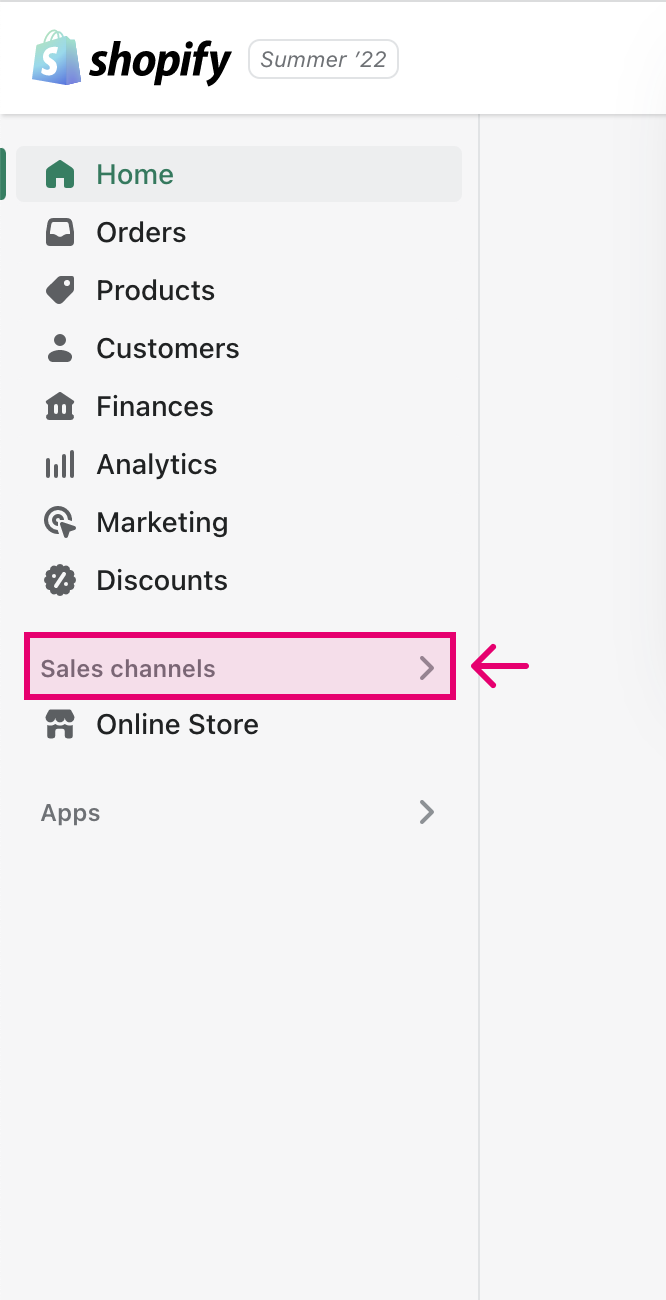 shopify Summer ’22
Home
Orders
Products
Customers
Finances
Analytics
Marketing
Discounts
Sales channels
Online Store
Apps